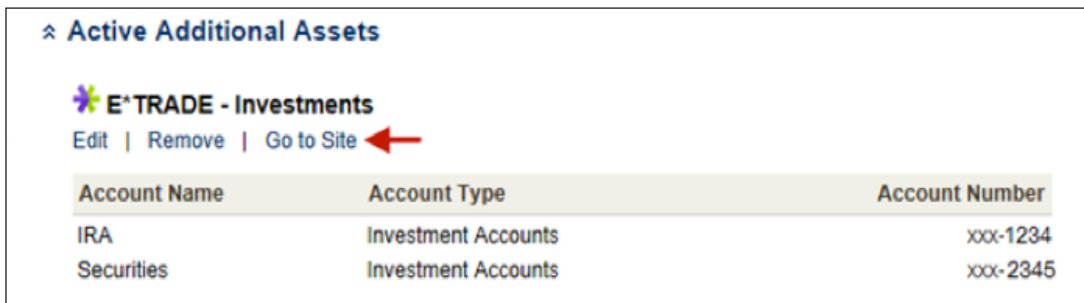 Active Additional Assets
E*TRADE - Investments
Edit | Remove | Go to Site
Account Name Account Type Account Number
IRA Investment Accounts xxx-1234
Securities Investment Accounts xxx-2345